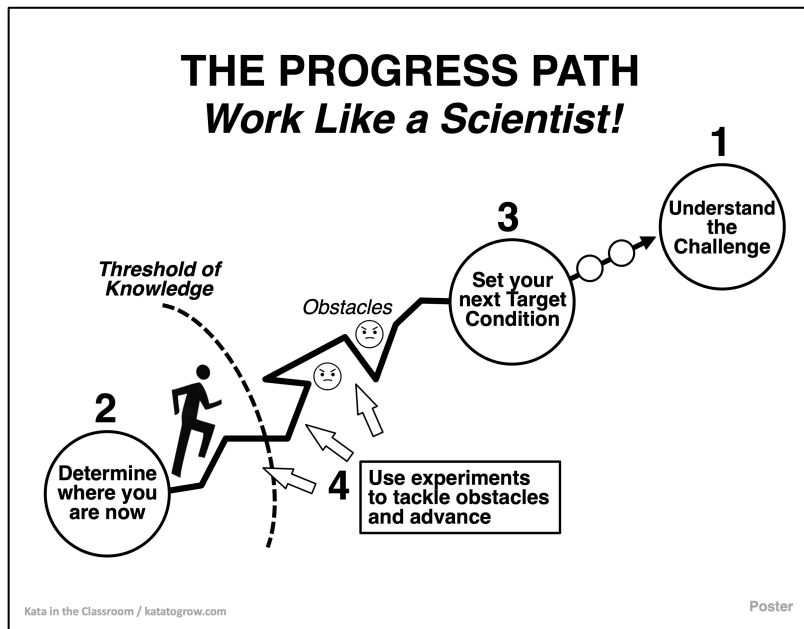 THE PROGRESS PATH
Work Like a Scientist!
1
Understand
the
Challenge
3
Set your
next Target
Condition
Threshold of
Knowledge
Obstacles
2
Determine
where you
are now
4
Use experiments
to tackle obstacles
and advance
Kata in the Classroom / katatogrow.com
Poster